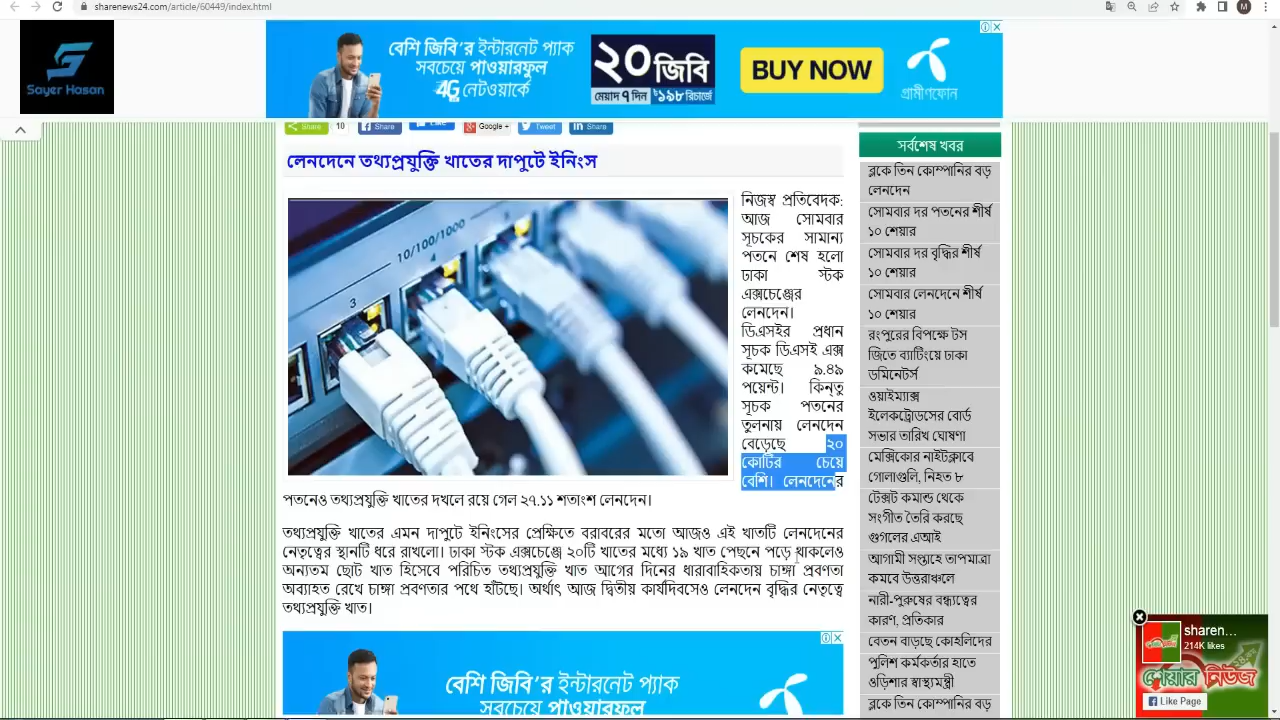 sharenews24.com/article/60449/index.html
Sayer Hasan
বেশি জিবি'র ইন্টারনেট প্যাক
সবচেয়ে পাওয়ারফুল
4G নেটওয়ার্কে
২০জিবি
মেয়াদ ৭ দিন ৳১৯৮ রিচার্জে
BUY NOW
গ্রামীণফোন
Share 10 Share Like Google + Tweet Share
লেনদেনে তথ্যপ্রযুক্তি খাতের দাপুটে ইনিংস
10/100/1000
3
4
নিজস্ব প্রতিবেদক:
আজ সোমবার
সূচকের সামান্য
পতনে শেষ হলো
ঢাকা স্টক
এক্সচেঞ্জের
লেনদেন।
ডিএসইর প্রধান
সূচক ডিএসই এক্স
কমেছে ৯.৪৯
পয়েন্ট। কিন্তু
সূচক পতনের
তুলনায় লেনদেন
বেড়েছে ২০
কোটির চেয়ে
বেশি। লেনদেনের
পতনেও তথ্যপ্রযুক্তি খাতের দখলে রয়ে গেল ২৭.১১ শতাংশ লেনদেন।
তথ্যপ্রযুক্তি খাতের এমন দাপুটে ইনিংসের প্রেক্ষিতে বরাবরের মতো আজও এই খাতটি লেনদেনের
নেতৃত্বের স্থানটি ধরে রাখলো। ঢাকা স্টক এক্সচেঞ্জে ২০টি খাতের মধ্যে ১৯ খাত পেছনে পড়ে থাকলেও
অন্যতম ছোট খাত হিসেবে পরিচিত তথ্যপ্রযুক্তি খাত আগের দিনের ধারাবাহিকতায় চাঙ্গা প্রবণতা
অব্যাহত রেখে চাঙ্গা প্রবণতার পথে হাঁটছে। অর্থাৎ আজ দ্বিতীয় কার্যদিবসেও লেনদেন বৃদ্ধির নেতৃত্বে
তথ্যপ্রযুক্তি খাত।
বেশি জিবি'র ইন্টারনেট প্যাক
সবচেয়ে পাওয়ারফুল
সর্বশেষ খবর
ব্লকে তিন কোম্পানির বড়
লেনদেন
সোমবার দর পতনের শীর্ষ
১০ শেয়ার
সোমবার দর বৃদ্ধির শীর্ষ
১০ শেয়ার
সোমবার লেনদেনে শীর্ষ
১০ শেয়ার
রংপুরের বিপক্ষে টস
জিতে ব্যাটিংয়ে ঢাকা
ডমিনেটর্স
ওয়াইম্যাক্স
ইলেকট্রোডসের বোর্ড
সভার তারিখ ঘোষণা
মেক্সিকোর নাইটক্লাবে
গোলাগুলি, নিহত ৮
টেক্সট কমান্ড থেকে
সংগীত তৈরি করছে
গুগলের এআই
আগামী সপ্তাহে তাপমাত্রা
কমবে উত্তরাঞ্চলে
নারী-পুরুষের বন্ধ্যত্বের
কারণ, প্রতিকার
বেতন বাড়ছে কোহলিদের
পুলিশ কর্মকর্তার হাতে
ওড়িশার স্বাস্থ্যমন্ত্রী
ব্লকে তিন কোম্পানির বড়
sharen...
214K likes
শেয়ার নিউজ
Like Page